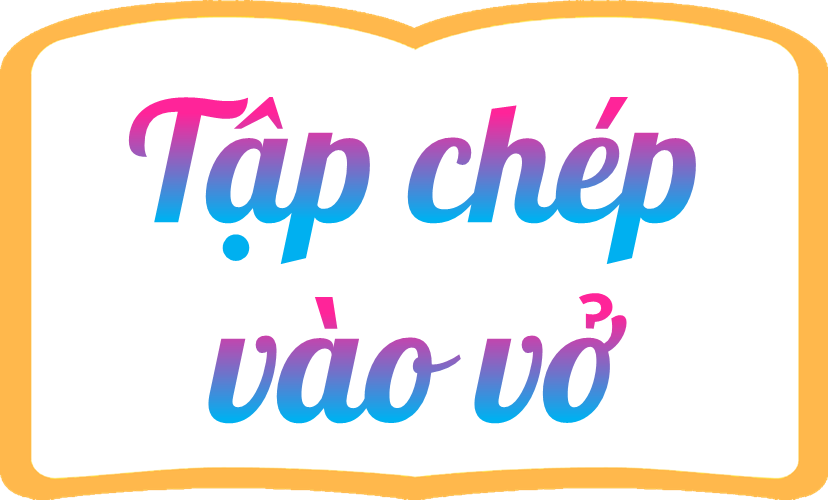 Tập chép
vào vở